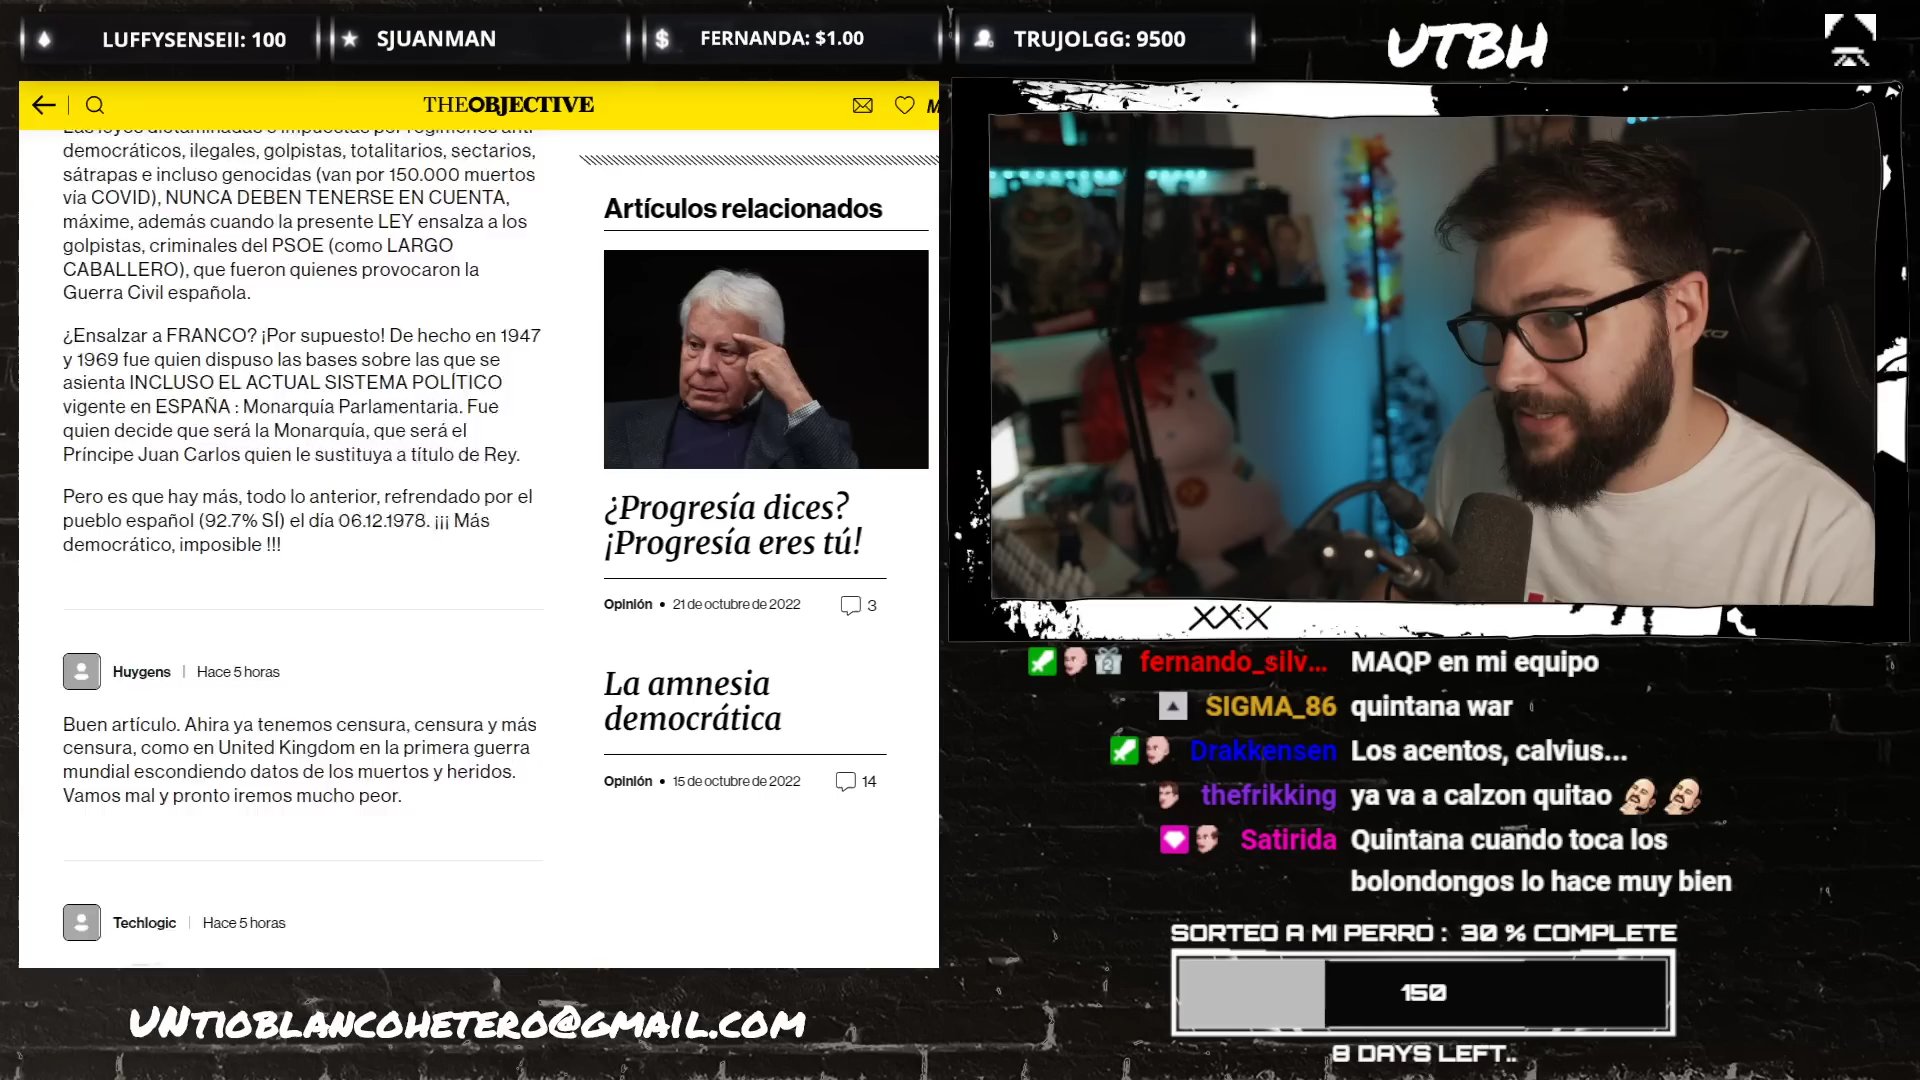 LUFFYSENSEII: 100
SJUANMAN
FERNANDA: $1.00
TRUJOLGG: 9500
UTBH
THEOBJECTIVE
democráticos, ilegales, golpistas, totalitarios, sectarios,
sátrapas e incluso genocidas (van por 150.000 muertos
vía COVID), NUNCA DEBEN TENERSE EN CUENTA,
máxime, además cuando la presente LEY ensalza a los
golpistas, criminales del PSOE (como LARGO
CABALLERO), que fueron quienes provocaron la
Guerra Civil española.
¿Ensalzar a FRANCO? ¡Por supuesto! De hecho en 1947
y 1969 fue quien dispuso las bases sobre las que se
asienta INCLUSO EL ACTUAL SISTEMA POLÍTICO
vigente en ESPAÑA : Monarquía Parlamentaria. Fue
quien decide que será la Monarquía, que será el
Príncipe Juan Carlos quien le sustituya a título de Rey.
Pero es que hay más, todo lo anterior, refrendado por el
pueblo español (92.7% SÍ) el día 06.12.1978. ¡¡¡ Más
democrático, imposible !!!
Huygens | Hace 5 horas
Buen artículo. Ahira ya tenemos censura, censura y más
censura, como en United Kingdom en la primera guerra
mundial escondiendo datos de los muertos y heridos.
Vamos mal y pronto iremos mucho peor.
Techlogic | Hace 5 horas
Artículos relacionados
¿Progresía dices?
¡Progresía eres tú!
Opinión • 21 de octubre de 2022 3
La amnesia
democrática
Opinión • 15 de octubre de 2022 14
XXX
fernando_silv... MAQP en mi equipo
SIGMA_86 quintana war
Drakkensen Los acentos, calvius...
thefrikking ya va a calzon quitao
Satirida Quintana cuando toca los
bolondongos lo hace muy bien
SORTEO A MI PERRO : 30 % COMPLETE
150
8 DAYS LEFT..
UNTIOBLANCOHETERO@GMAIL.COM